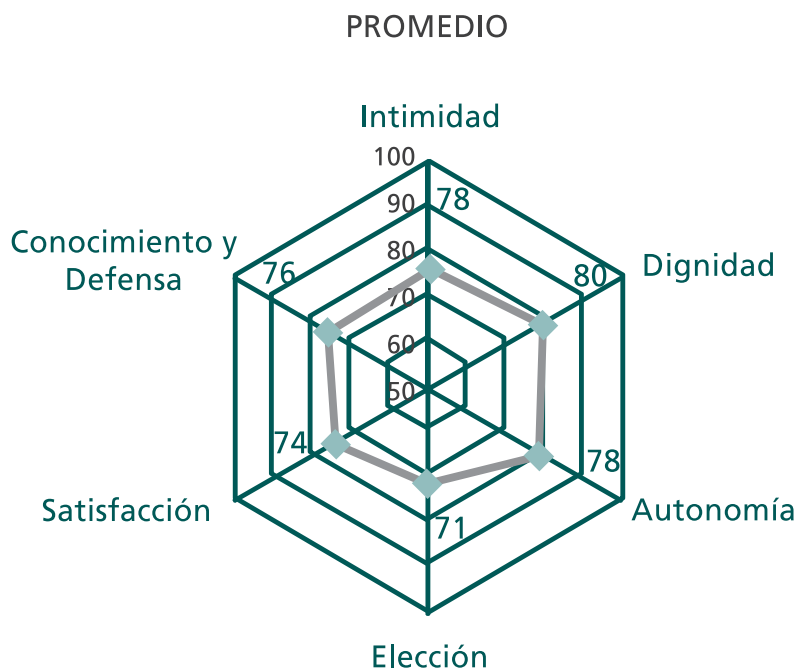 PROMEDIO
Intimidad
100
90
78
80
70
60
50
Conocimiento y
Defensa
76
80
Dignidad
74
78
Satisfacción
71
Autonomía
Elección